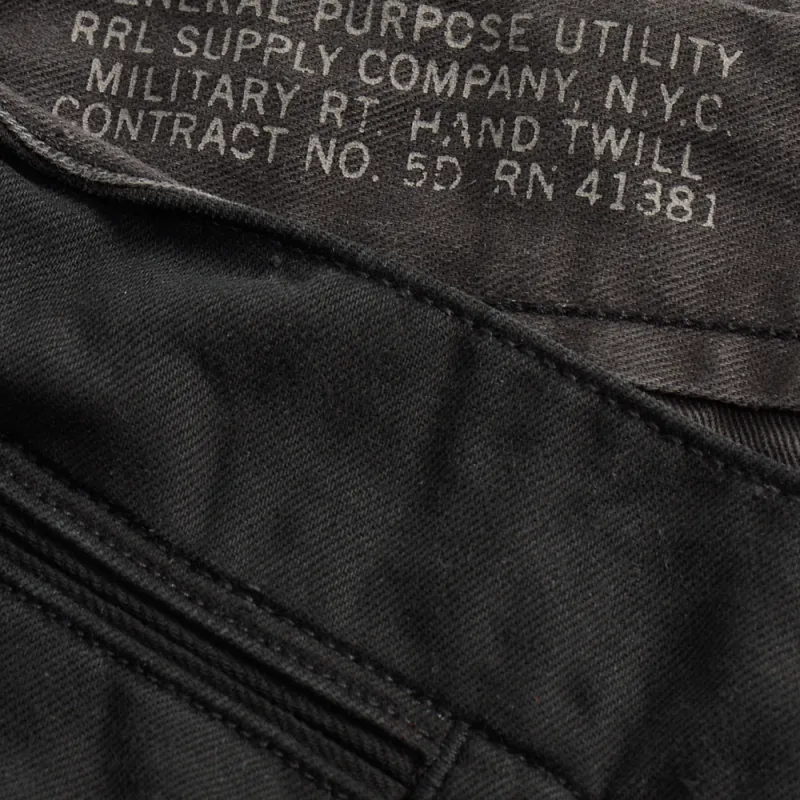 GENERAL PURPOSE UTILITY
RRL SUPPLY COMPANY, N.Y.C.
MILITARY RT. HAND TWILL
CONTRACT NO. 5D RN 41381